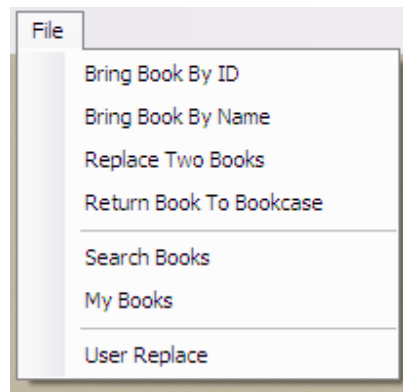 File
Bring Book By ID
Bring Book By Name
Replace Two Books
Return Book To Bookcase
Search Books
My Books
User Replace